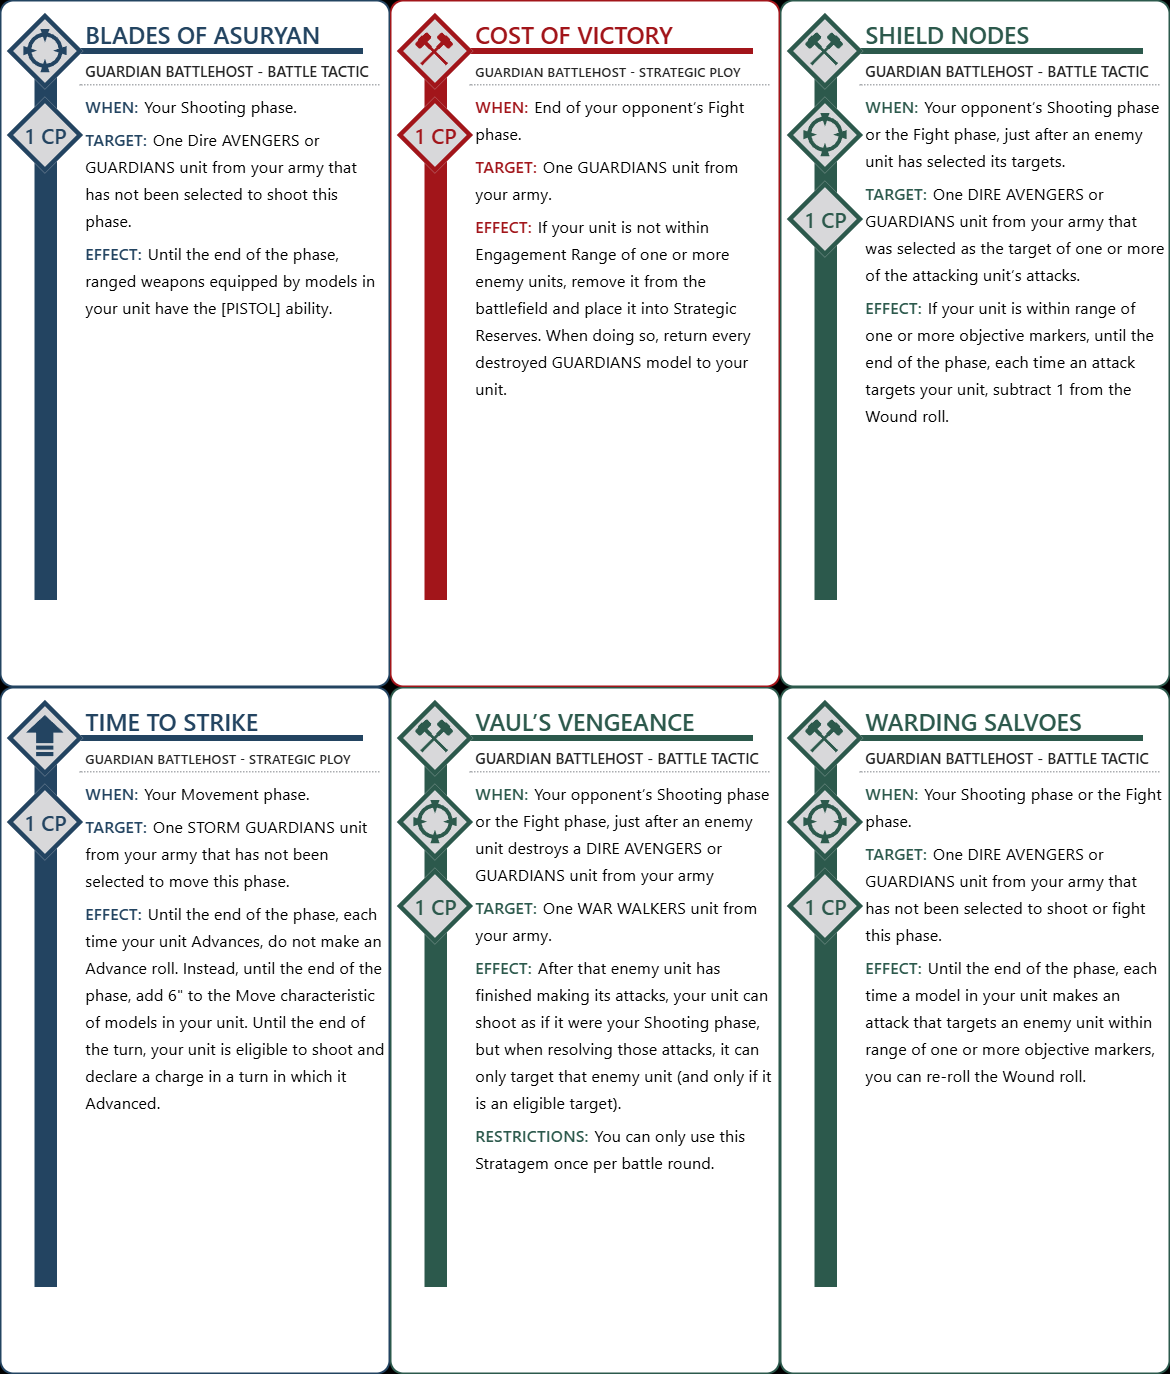 BLADES OF ASURYAN
GUARDIAN BATTLEHOST - BATTLE TACTIC
1 CP
WHEN: Your Shooting phase.
TARGET: One Dire AVENGERS or
GUARDIANS unit from your army that
has not been selected to shoot this
phase.
EFFECT: Until the end of the phase,
ranged weapons equipped by models in
your unit have the [PISTOL] ability.
COST OF VICTORY
GUARDIAN BATTLEHOST - STRATEGIC PLOY
1 CP
WHEN: End of your opponent’s Fight
phase.
TARGET: One GUARDIANS unit from
your army.
EFFECT: If your unit is not within
Engagement Range of one or more
enemy units, remove it from the
battlefield and place it into Strategic
Reserves. When doing so, return every
destroyed GUARDIANS model to your
unit.
SHIELD NODES
GUARDIAN BATTLEHOST - BATTLE TACTIC
1 CP
WHEN: Your opponent’s Shooting phase
or the Fight phase, just after an enemy
unit has selected its targets.
TARGET: One DIRE AVENGERS or
GUARDIANS unit from your army that
was selected as the target of one or more
of the attacking unit’s attacks.
EFFECT: If your unit is within range of
one or more objective markers, until the
end of the phase, each time an attack
targets your unit, subtract 1 from the
Wound roll.
TIME TO STRIKE
GUARDIAN BATTLEHOST - STRATEGIC PLOY
1 CP
WHEN: Your Movement phase.
TARGET: One STORM GUARDIANS unit
from your army that has not been
selected to move this phase.
EFFECT: Until the end of the phase, each
time your unit Advances, do not make an
Advance roll. Instead, until the end of the
phase, add 6" to the Move characteristic
of models in your unit. Until the end of
the turn, your unit is eligible to shoot and
declare a charge in a turn in which it
Advanced.
VAUL’S VENGEANCE
GUARDIAN BATTLEHOST - BATTLE TACTIC
1 CP
WHEN: Your opponent’s Shooting phase
or the Fight phase, just after an enemy
unit destroys a DIRE AVENGERS or
GUARDIANS unit from your army
TARGET: One WAR WALKERS unit from
your army.
EFFECT: After that enemy unit has
finished making its attacks, your unit can
shoot as if it were your Shooting phase,
but when resolving those attacks, it can
only target that enemy unit (and only if it
is an eligible target).
RESTRICTIONS: You can only use this
Stratagem once per battle round.
WARDING SALVOES
GUARDIAN BATTLEHOST - BATTLE TACTIC
1 CP
WHEN: Your Shooting phase or the Fight
phase.
TARGET: One DIRE AVENGERS or
GUARDIANS unit from your army that
has not been selected to shoot or fight
this phase.
EFFECT: Until the end of the phase, each
time a model in your unit makes an
attack that targets an enemy unit within
range of one or more objective markers,
you can re-roll the Wound roll.